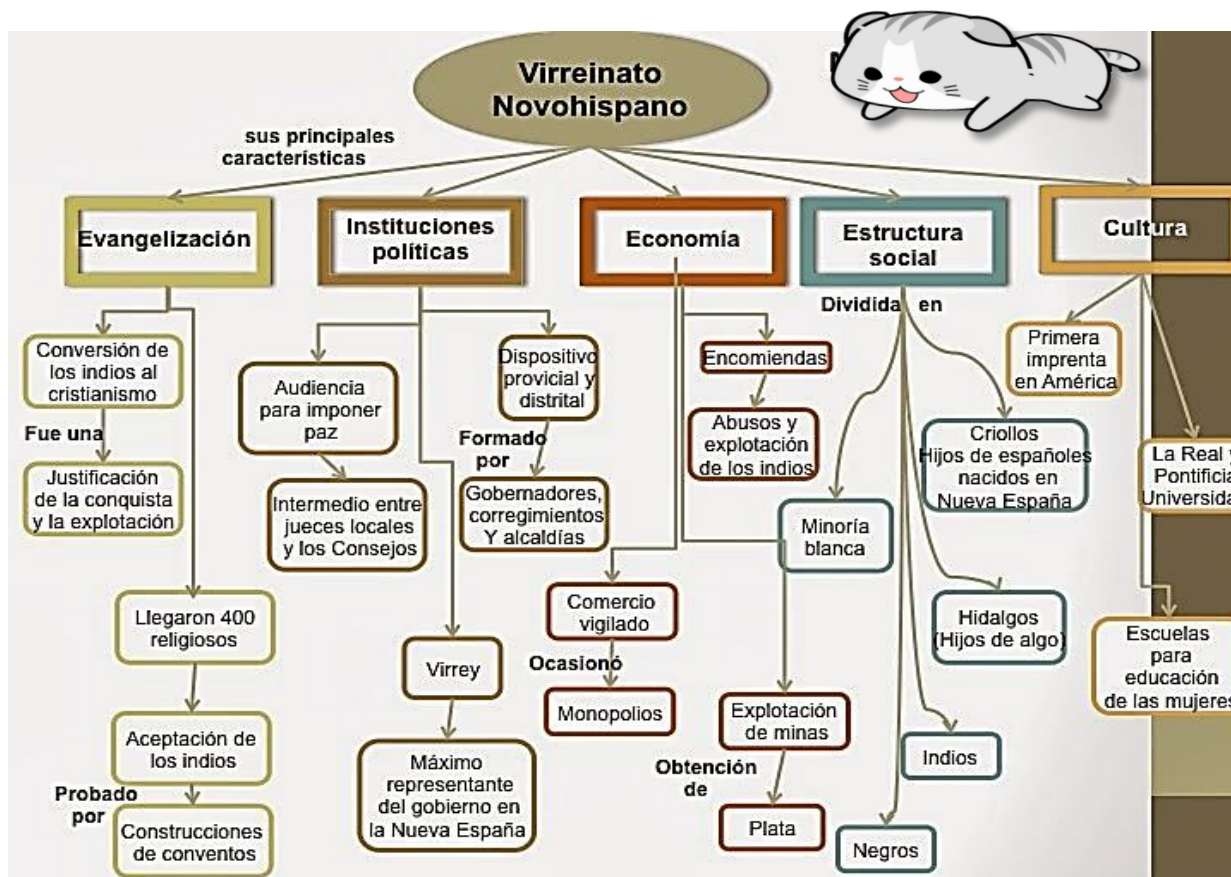 Virreinato
Novohispano
sus principales
características
Evangelización
Instituciones
políticas
Economía
Estructura
social
Cultura
Conversión de
los indios al
cristianismo
Fue una
Justificación
de la conquista
y la explotación
Llegaron 400
religiosos
Aceptación de
los indios
Probado
por
Construcciones
de conventos
Audiencia
para imponer
paz
Intermedio entre
jueces locales
y los Consejos
Dispositivo
provicial y
distrital
Formado
por
Gobernadores,
corregimientos
Y alcaldías
Virrey
Máximo
representante
del gobierno en
la Nueva España
Encomiendas
Abusos y
explotación
de los indios
Comercio
vigilado
Ocasionó
Monopolios
Explotación
de minas
Obtención
de
Plata
Dividida en
Minoría
blanca
Criollos
Hijos de españoles
nacidos en
Nueva España
Hidalgos
(Hijos de algo)
Indios
Negros
Primera
imprenta
en América
La Real y
Pontificia
Universida
Escuelas
para
educación
de las mujeres